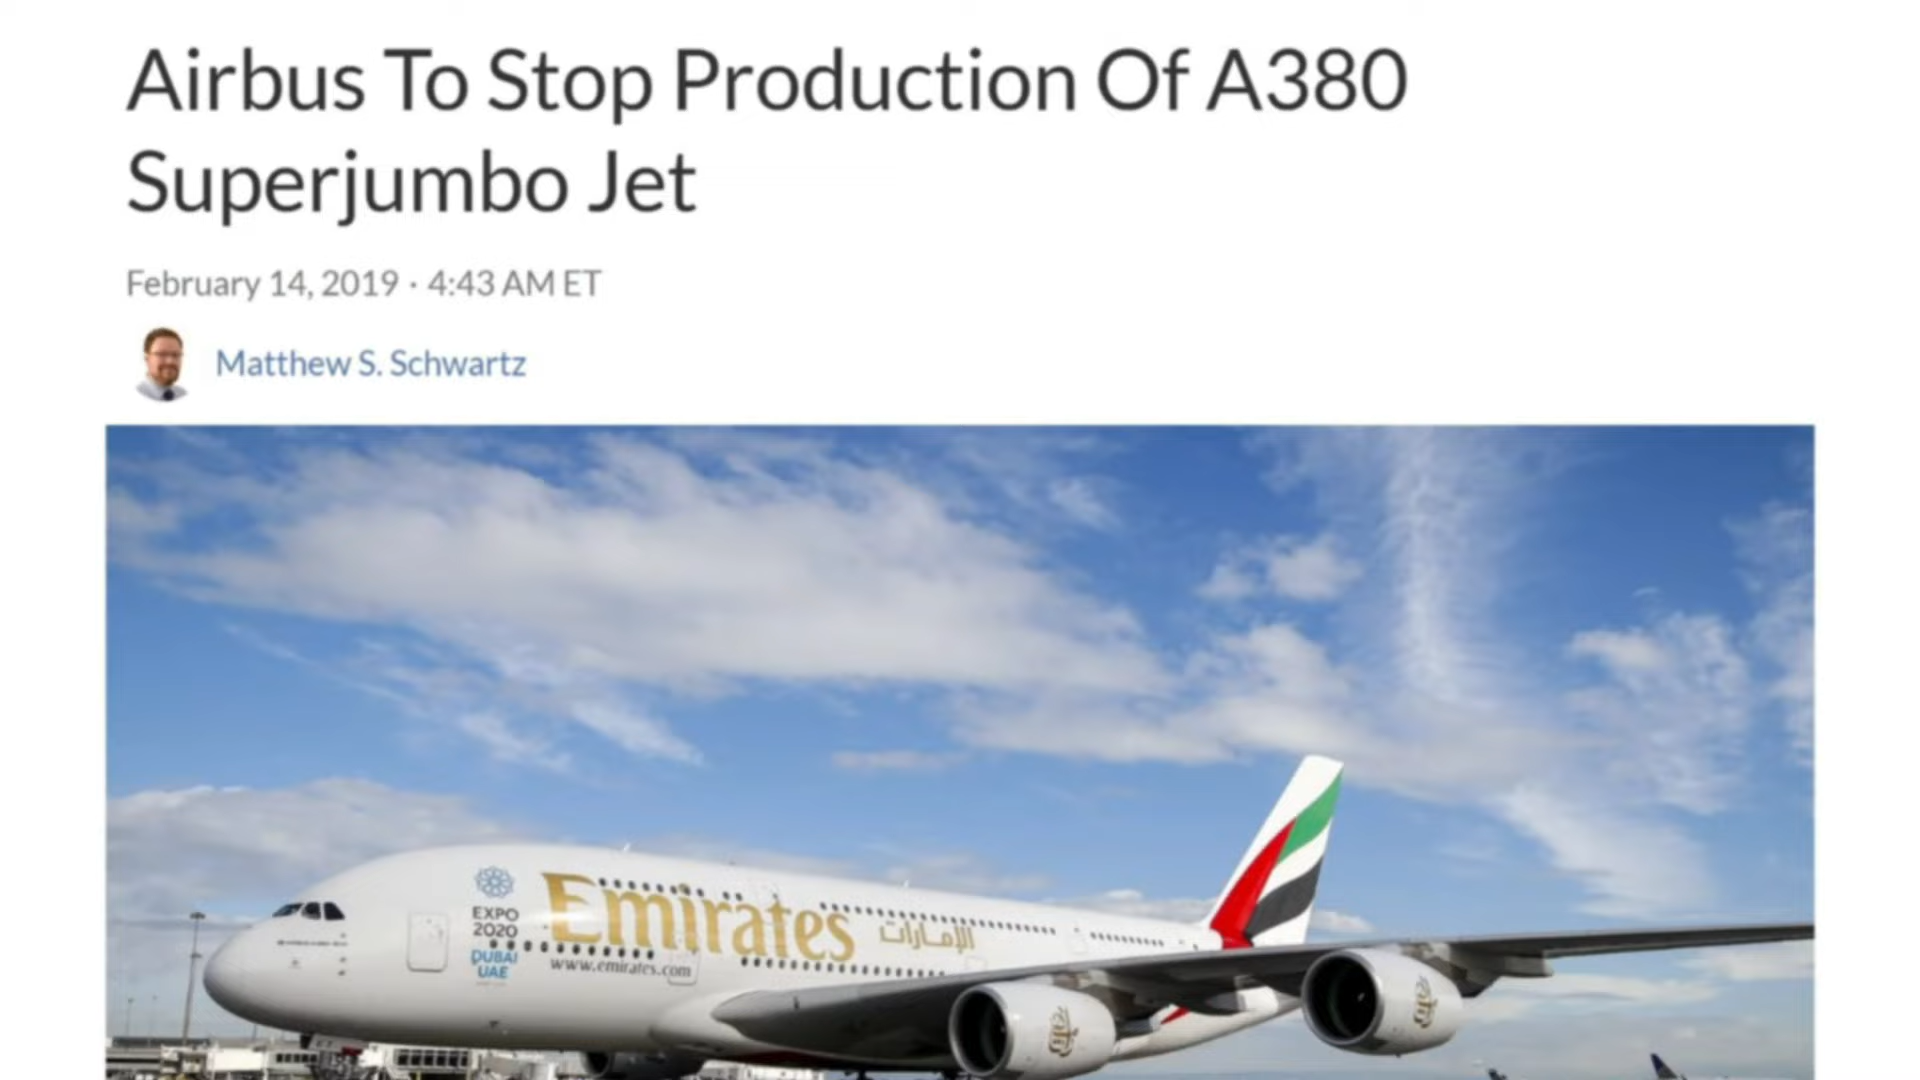 Airbus To Stop Production Of A380
Superjumbo Jet
February 14, 2019 · 4:43 AM ET
Matthew S. Schwartz
EXPO
2020
DUBAI
UAE
Emirates
الإمارات
www.emirates.com